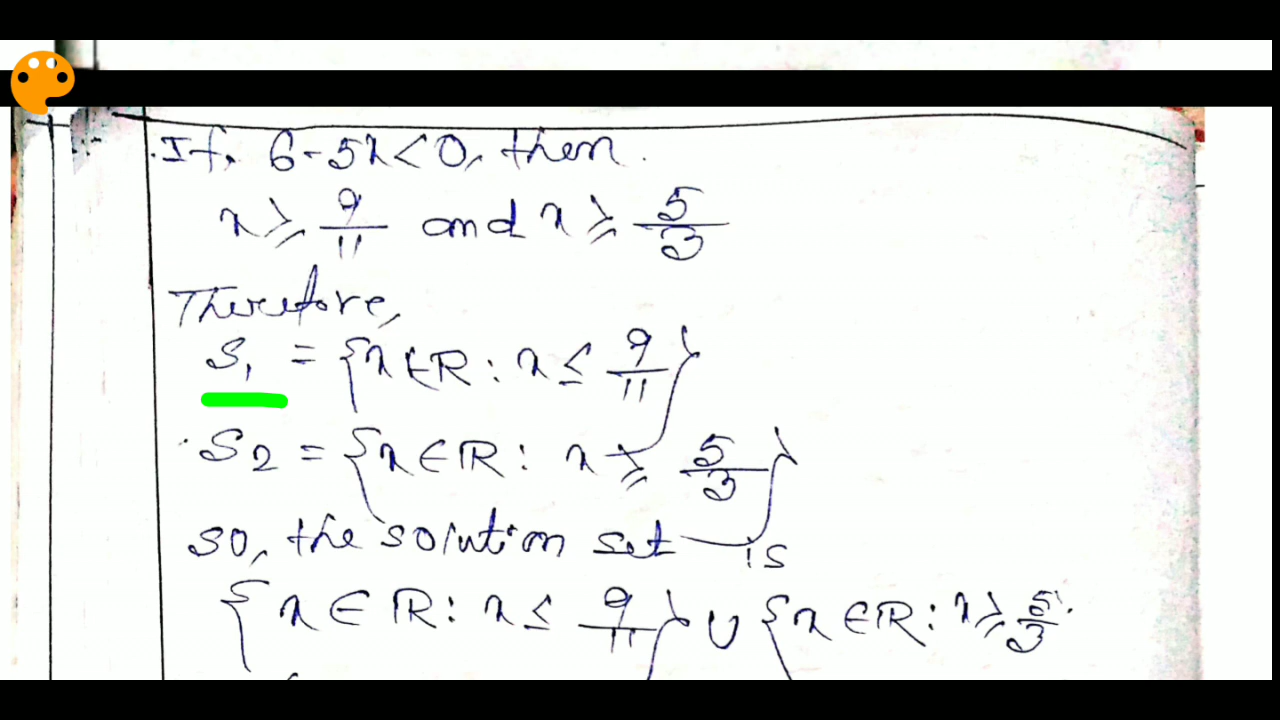 If, 6-5x<0, then.
x ≥ 9/11 and x ≥ 5/3
Therefore,
S₁ = {x∈ℝ : x ≤ 9/11}
S2 = {x∈ℝ : x ≥ 5/3}
so, the solution set is
{x∈ℝ : x ≤ 9/11} ∪ {x∈ℝ : x ≥ 5/3